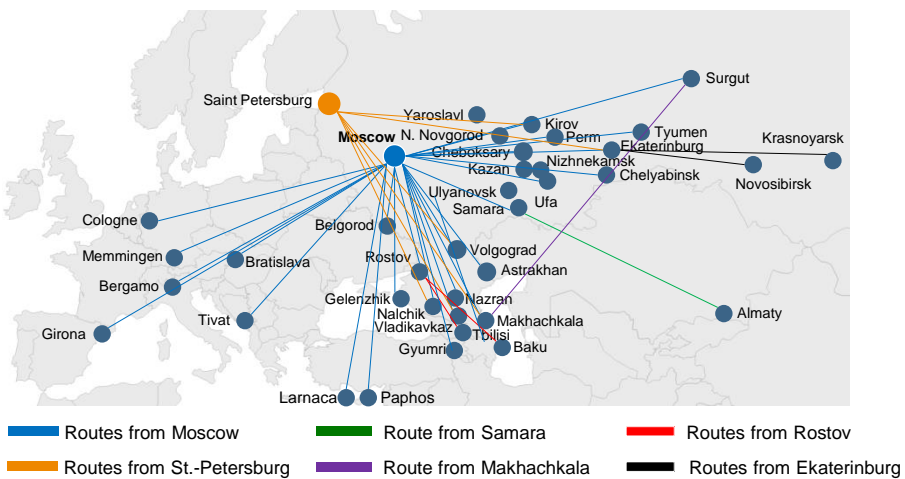 Surgut
Saint Petersburg
Yaroslavl
Kirov
Moscow
N. Novgorod
Perm
Tyumen
Krasnoyarsk
Cheboksary
Ekaterinburg
Kazan
Nizhnekamsk
Chelyabinsk
Novosibirsk
Ulyanovsk
Ufa
Samara
Cologne
Belgorod
Volgograd
Memmingen
Bratislava
Rostov
Astrakhan
Bergamo
Gelenzhik
Nazran
Nalchik
Almaty
Tivat
Vladikavkaz
Makhachkala
Girona
Tbilisi
Gyumri
Baku
Larnaca
Paphos
Routes from Moscow
Route from Samara
Routes from Rostov
Routes from St.-Petersburg
Route from Makhachkala
Routes from Ekaterinburg